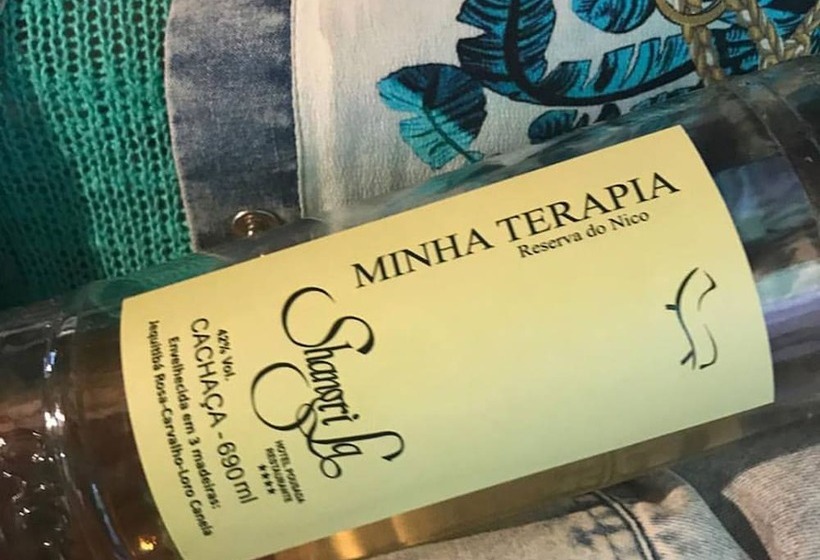 MINHA TERAPIA
Reserva do Nico
Shangri La
HOTEL POUSADA
RESTAURANTE
42% Vol.
CACHAÇA - 690ml
Envelhecida em 3 madeiras:
Jequitibá Rosa-Carvalho-Loro Canela